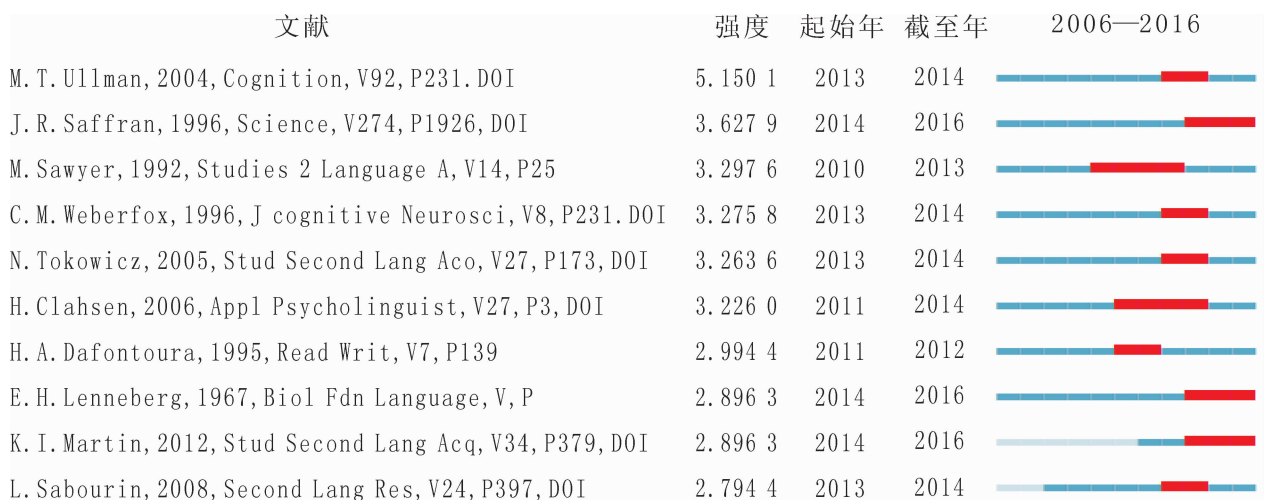 文献 强度 起始年 截至年 2006—2016
M.T.Ullman,2004,Cognition,V92,P231.DOI 5.150 1 2013 2014
J.R.Saffran,1996,Science,V274,P1926,DOI 3.627 9 2014 2016
M.Sawyer,1992,Studies 2 Language A,V14,P25 3.297 6 2010 2013
C.M.Weberfox,1996,J cognitive Neurosci,V8,P231.DOI 3.275 8 2013 2014
N.Tokowicz,2005,Stud Second Lang Aco,V27,P173,DOI 3.263 6 2013 2014
H.Clahsen,2006,Appl Psycholinguist,V27,P3,DOI 3.226 0 2011 2014
H.A.Dafontoura,1995,Read Writ,V7,P139 2.994 4 2011 2012
E.H.Lenneberg,1967,Biol Fdn Language,V,P 2.896 3 2014 2016
K.I.Martin,2012,Stud Second Lang Acq,V34,P379,DOI 2.896 3 2014 2016
L.Sabourin,2008,Second Lang Res,V24,P397,DOI 2.794 4 2013 2014